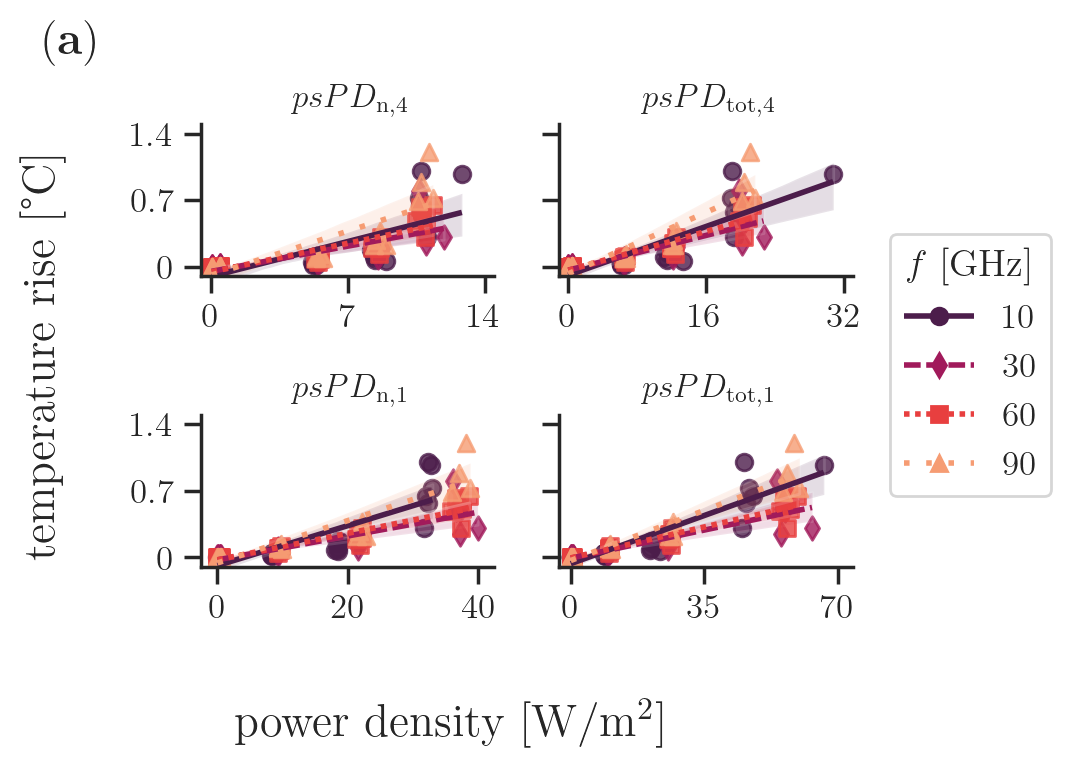 (a)
psPD_n,4
psPD_tot,4
1.4
0.7
0
0 7 14
0 16 32
psPD_n,1
psPD_tot,1
1.4
0.7
0
0 20 40
0 35 70
temperature rise [°C]
power density [W/m²]
f [GHz]
10
30
60
90